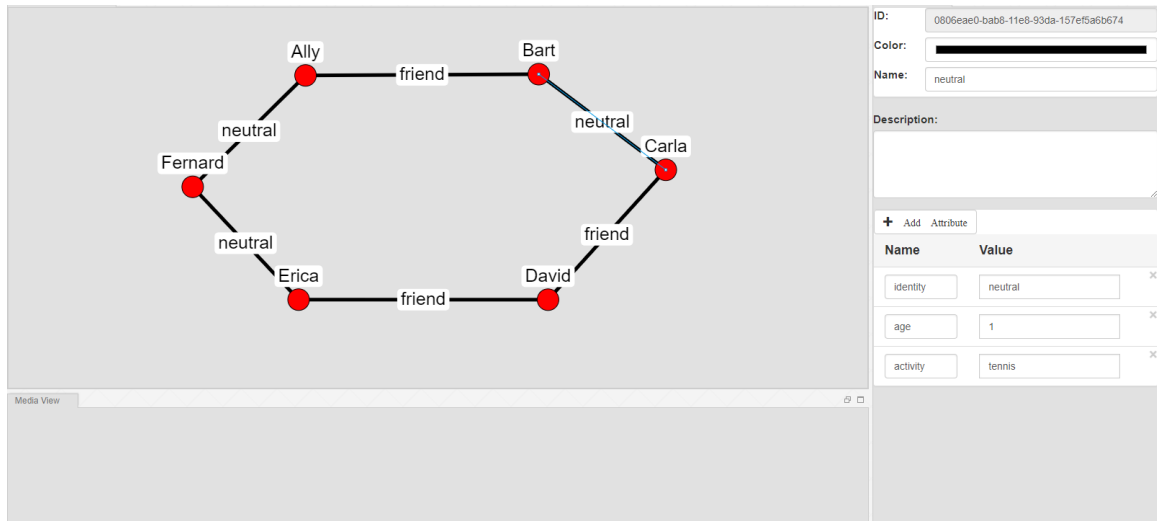 Ally
Bart
friend
neutral
neutral
Carla
Fernard
friend
neutral
Erica
David
friend
Media View
ID:
0806eae0-bab8-11e8-93da-157ef5a6b674
Color:
Name:
neutral
Description:
+ Add Attribute
Name Value
identity neutral
age 1
activity tennis